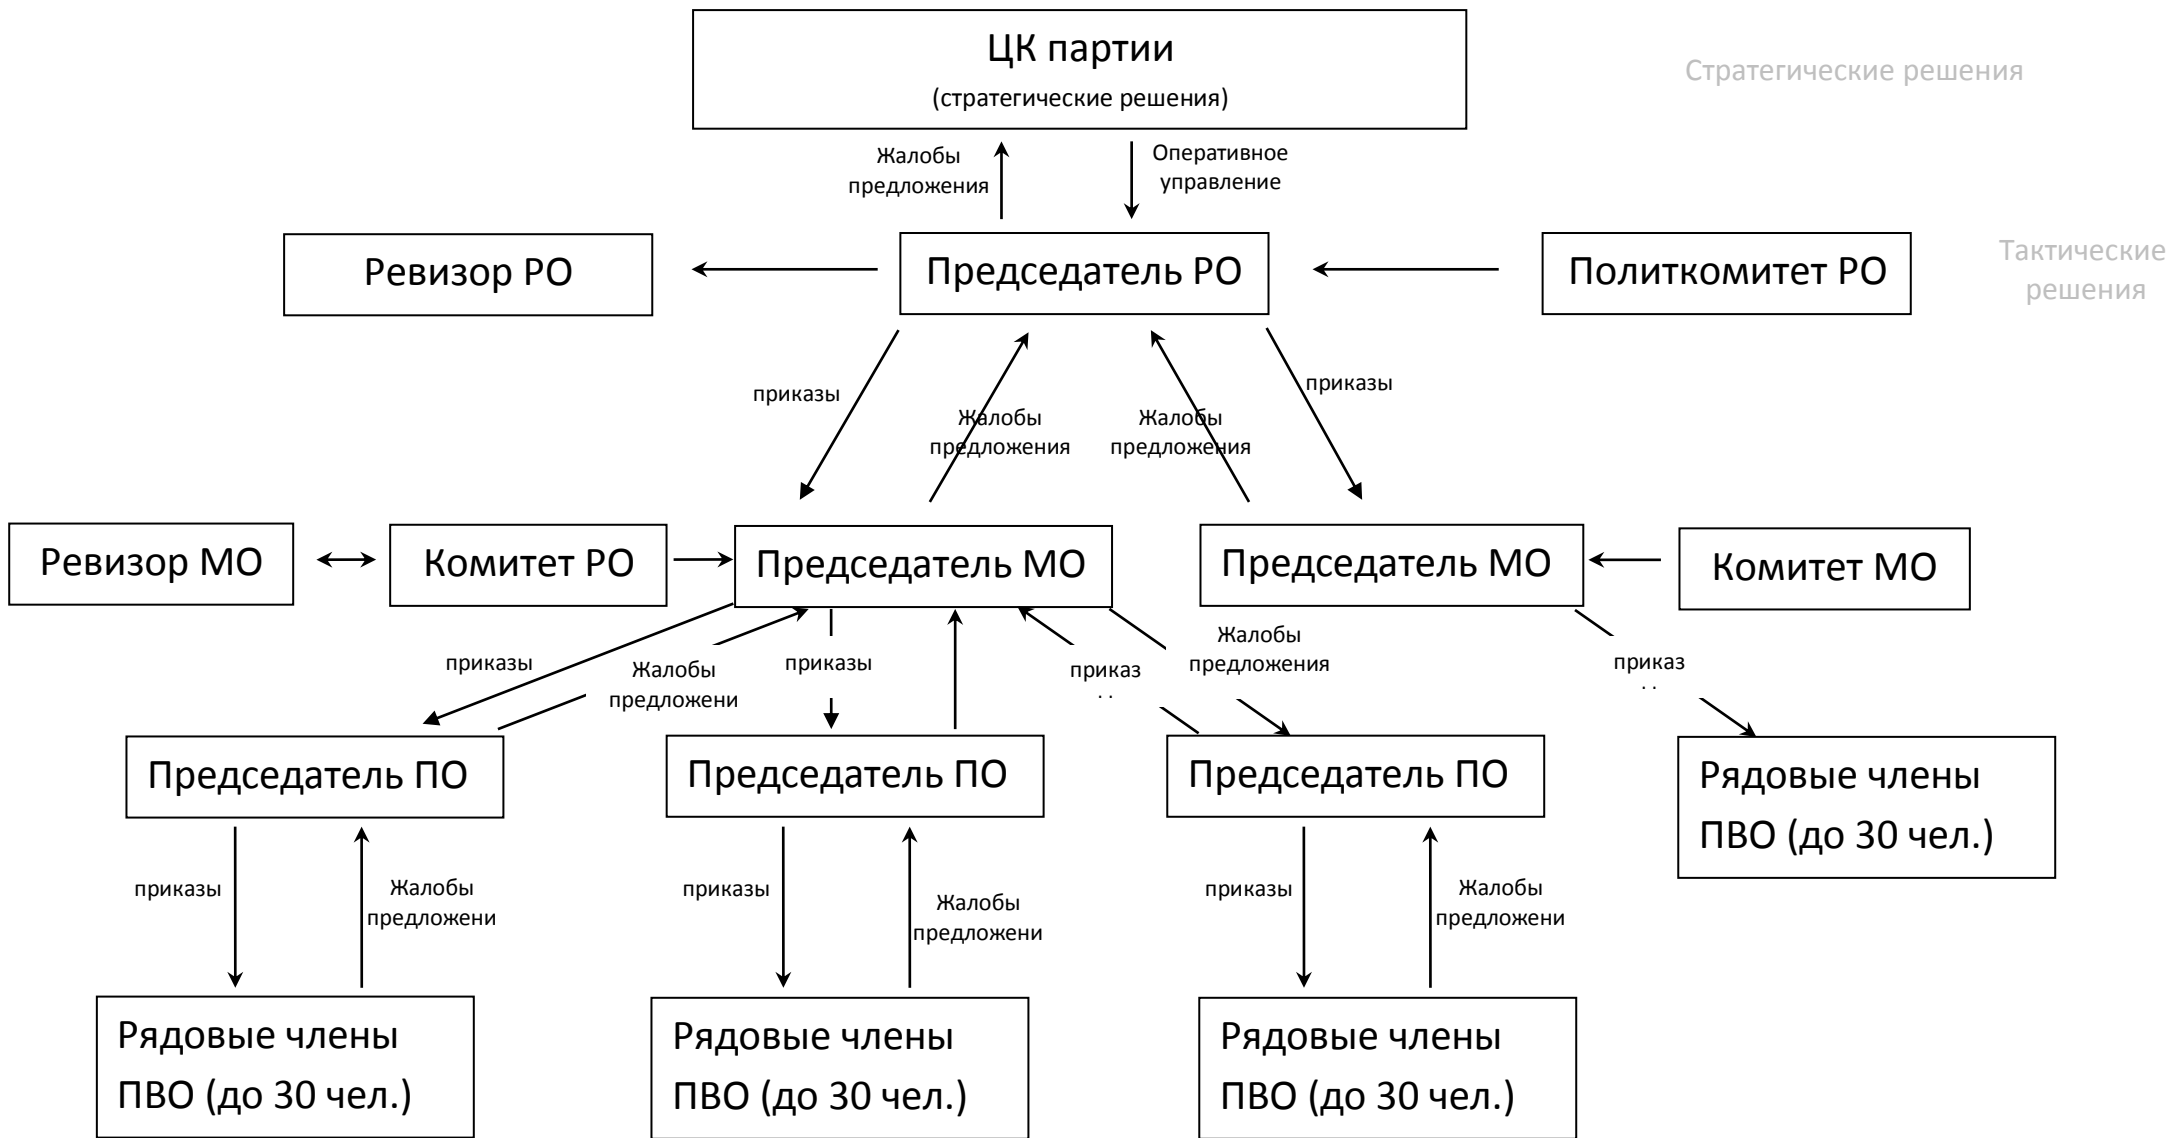 ЦК партии
(стратегические решения)
Стратегические решения
Жалобы
предложения
Оперативное
управление
Ревизор РО
Председатель РО
Политкомитет РО
Тактические
решения
приказы
приказы
Жалобы
предложения
Жалобы
предложения
Ревизор МО
Комитет РО
Председатель МО
Председатель МО
Комитет МО
приказы
Жалобы
предложени
приказы
приказ
Жалобы
предложения
приказ
Председатель ПО
Председатель ПО
Председатель ПО
Рядовые члены
ПВО (до 30 чел.)
приказы
Жалобы
предложени
приказы
Жалобы
предложени
приказы
Жалобы
предложени
Рядовые члены
ПВО (до 30 чел.)
Рядовые члены
ПВО (до 30 чел.)
Рядовые члены
ПВО (до 30 чел.)